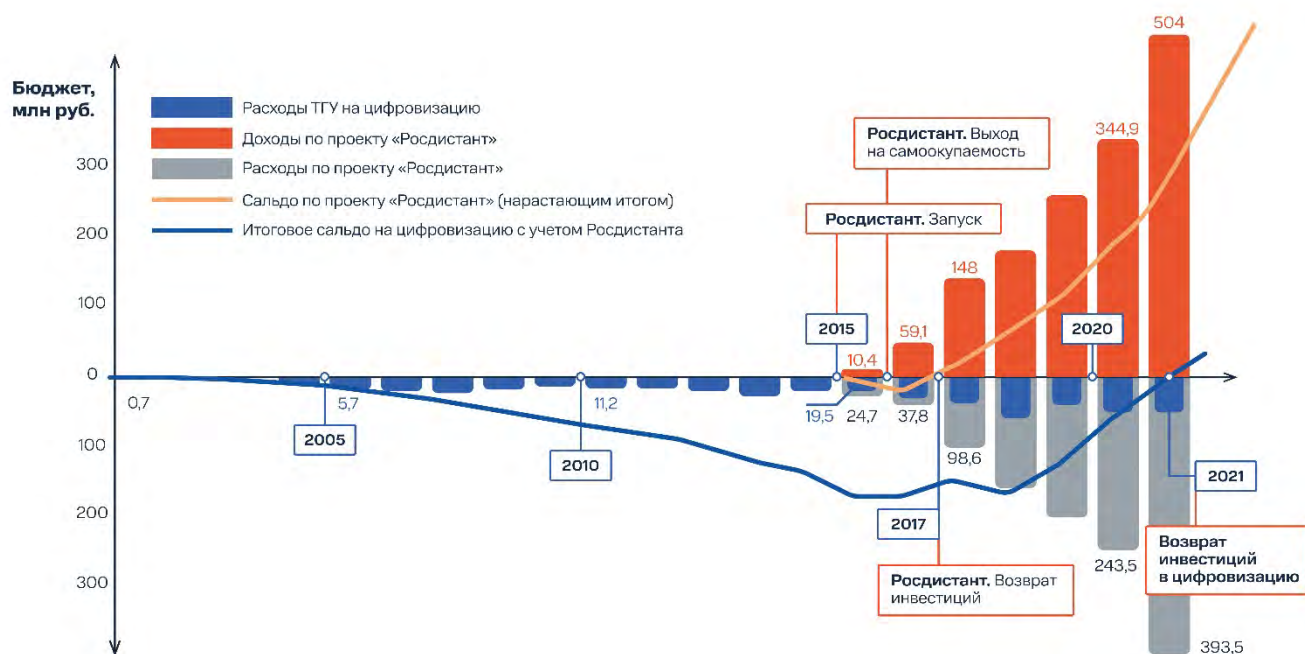 504
Бюджет,
млн руб.
Расходы ТГУ на цифровизацию
Доходы по проекту «Росдистант»
Расходы по проекту «Росдистант»
Сальдо по проекту «Росдистант» (нарастающим итогом)
Итоговое сальдо на цифровизацию с учетом Росдистанта
300
200
100
0
100
200
300
Росдистант. Выход
на самоокупаемость
344,9
Росдистант. Запуск
148
2015
59,1
2020
10,4
0,7
5,7
11,2
19,5
24,7
37,8
2005
2010
98,6
2021
2017
Росдистант. Возврат
инвестиций
243,5
Возврат
инвестиций
в цифровизацию
393,5